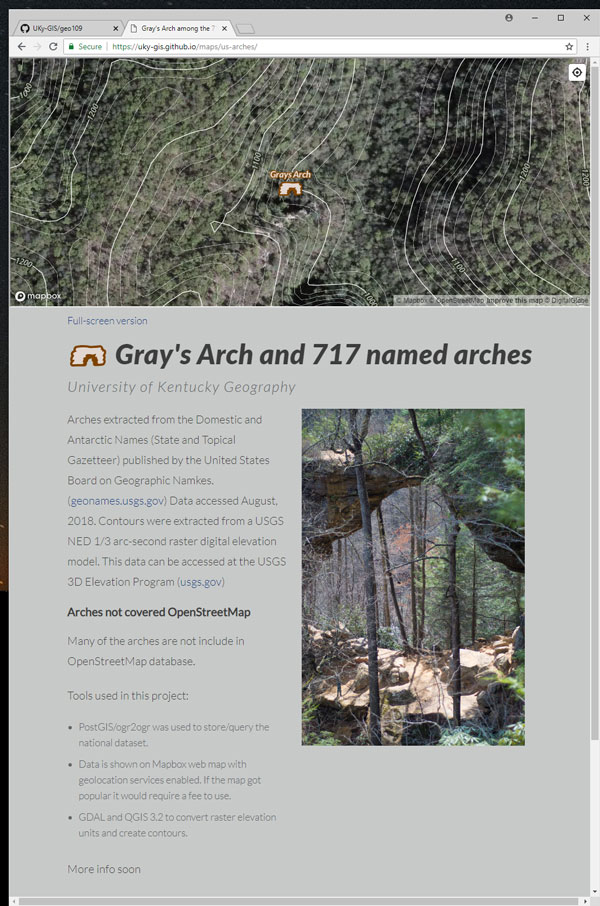 UKy-GIS/geo109
Gray's Arch among the 7
Secure
https://uky-gis.github.io/maps/us-arches/
1000
1200
1100
Grays Arch
1200
1200
1200
1100
1000
mapbox
© Mapbox © OpenStreetMap Improve this map © DigitalGlobe
Full-screen version
Gray's Arch and 717 named arches
University of Kentucky Geography
Arches extracted from the Domestic and
Antarctic Names (State and Topical
Gazetteer) published by the United States
Board on Geographic Namkes.
(geonames.usgs.gov) Data accessed August,
2018. Contours were extracted from a USGS
NED 1/3 arc-second raster digital elevation
model. This data can be accessed at the USGS
3D Elevation Program (usgs.gov)
Arches not covered OpenStreetMap
Many of the arches are not include in
OpenStreetMap database.
Tools used in this project:
PostGIS/ogr2ogr was used to store/query the
national dataset.
Data is shown on Mapbox web map with
geolocation services enabled. If the map got
popular it would require a fee to use.
GDAL and QGIS 3.2 to convert raster elevation
units and create contours.
More info soon